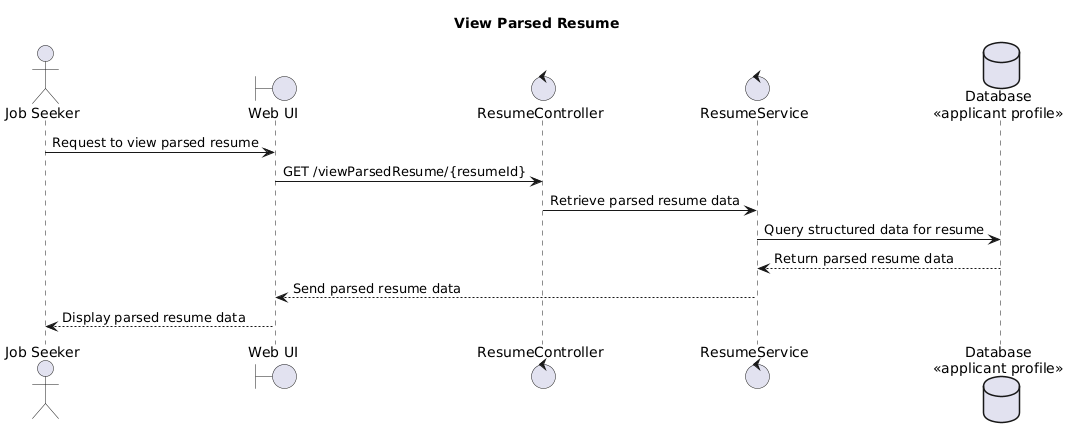 View Parsed Resume
Job Seeker
Web UI
ResumeController
ResumeService
Database
«applicant profile»
Request to view parsed resume
GET /viewParsedResume/{resumeId}
Retrieve parsed resume data
Query structured data for resume
Return parsed resume data
Send parsed resume data
Display parsed resume data
Job Seeker
Web UI
ResumeController
ResumeService
Database
«applicant profile»